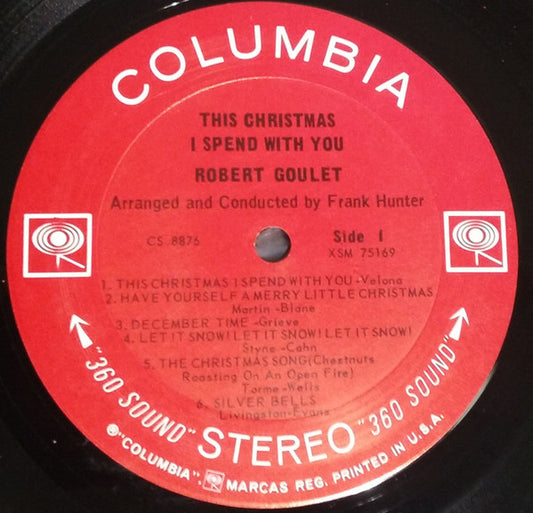 COLUMBIA
THIS CHRISTMAS
I SPEND WITH YOU
ROBERT GOULET
Arranged and Conducted by Frank Hunter
CS 8876
Side 1
XSM 75169
1. THIS CHRISTMAS I SPEND WITH YOU -Velona
2. HAVE YOURSELF A MERRY LITTLE CHRISTMAS
Martin -Blane
3. DECEMBER TIME -Grieve
4. LET IT SNOW! LET IT SNOW! LET IT SNOW!
Styne -Cahn
5. THE CHRISTMAS SONG(Chestnuts
Roasting On An Open Fire)
Torme-Wells
6. SILVER BELLS
Livingston-Evans
"360 SOUND" STEREO "360 SOUND"
®"COLUMBIA", MARCAS REG. PRINTED IN U.S.A.